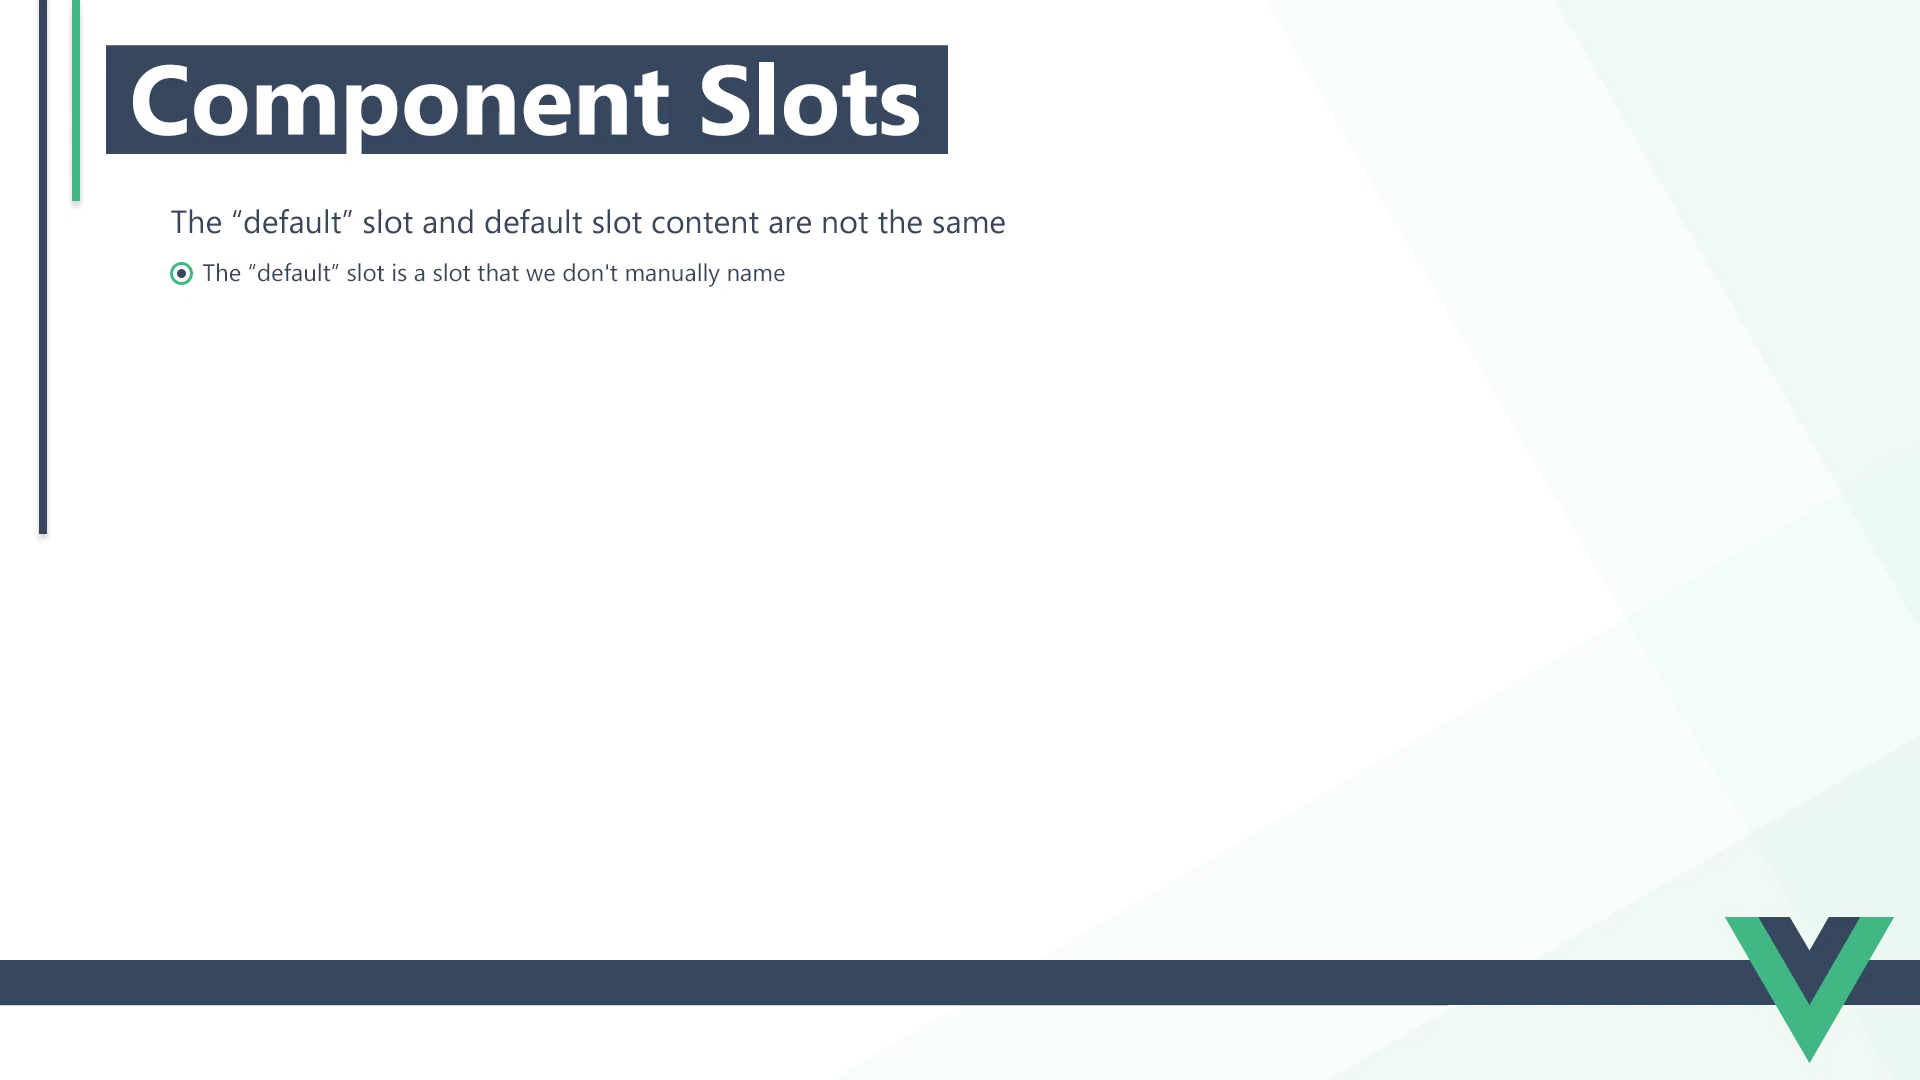 Component Slots
The “default” slot and default slot content are not the same
The “default” slot is a slot that we don't manually name